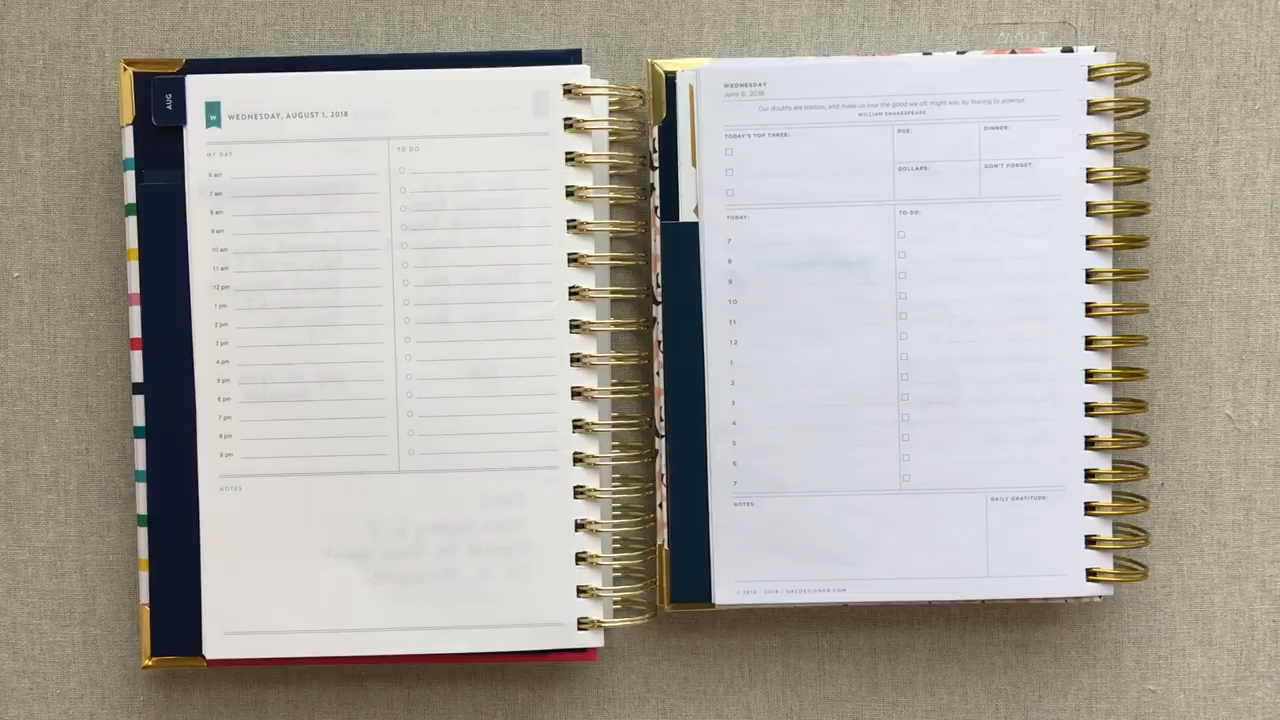 AUG
W
WEDNESDAY, AUGUST 1, 2018
MY DAY
TO DO
6 am
7 am
8 am
9 am
10 am
11 am
12 pm
1 pm
2 pm
3 pm
4 pm
5 pm
6 pm
7 pm
8 pm
9 pm
NOTES
WEDNESDAY
June 6, 2018
Our doubts are traitors, and make us lose the good we oft might win, by fearing to attempt.
WILLIAM SHAKESPEARE
TODAY'S TOP THREE:
DUE:
DINNER:
DOLLARS:
DON'T FORGET:
TODAY:
TO-DO:
7
8
9
10
11
12
1
2
3
4
5
6
7
NOTES:
DAILY GRATITUDE:
2018 / DAYDESIGNER.COM